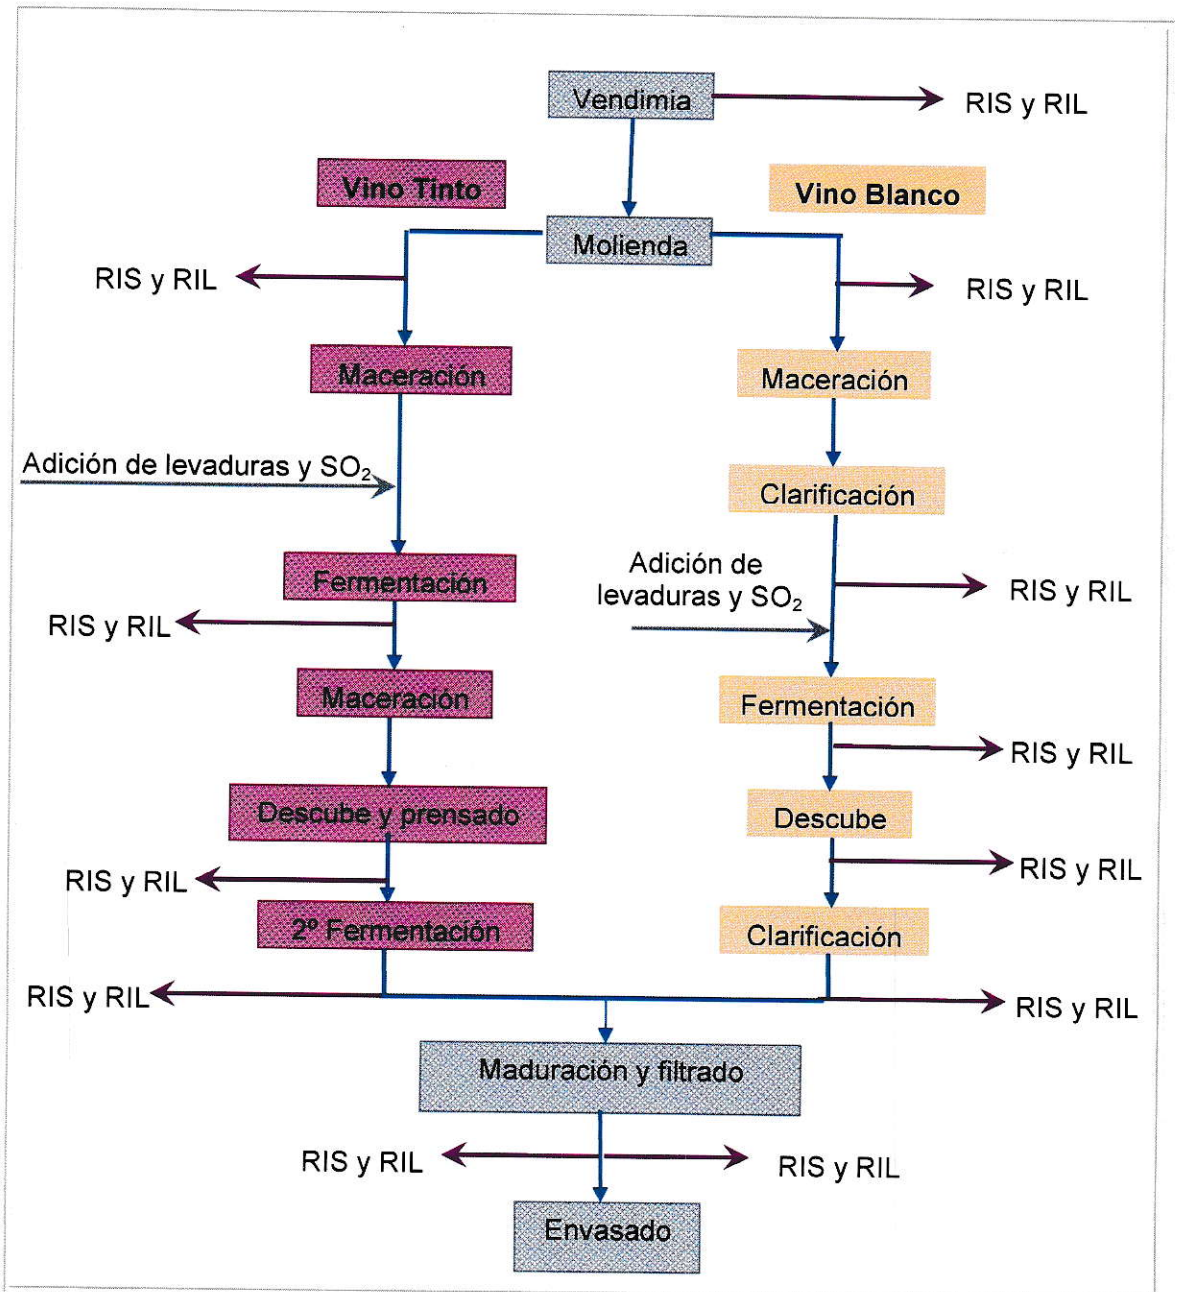 Vendimia
RIS y RIL
Vino Tinto
Vino Blanco
Molienda
RIS y RIL
RIS y RIL
Maceración
Maceración
Adición de levaduras y SO₂
Clarificación
Adición de
levaduras y SO₂
Fermentación
RIS y RIL
RIS y RIL
Maceración
Fermentación
RIS y RIL
Descube y prensado
Descube
RIS y RIL
RIS y RIL
2º Fermentación
Clarificación
RIS y RIL
RIS y RIL
Maduración y filtrado
RIS y RIL
RIS y RIL
Envasado